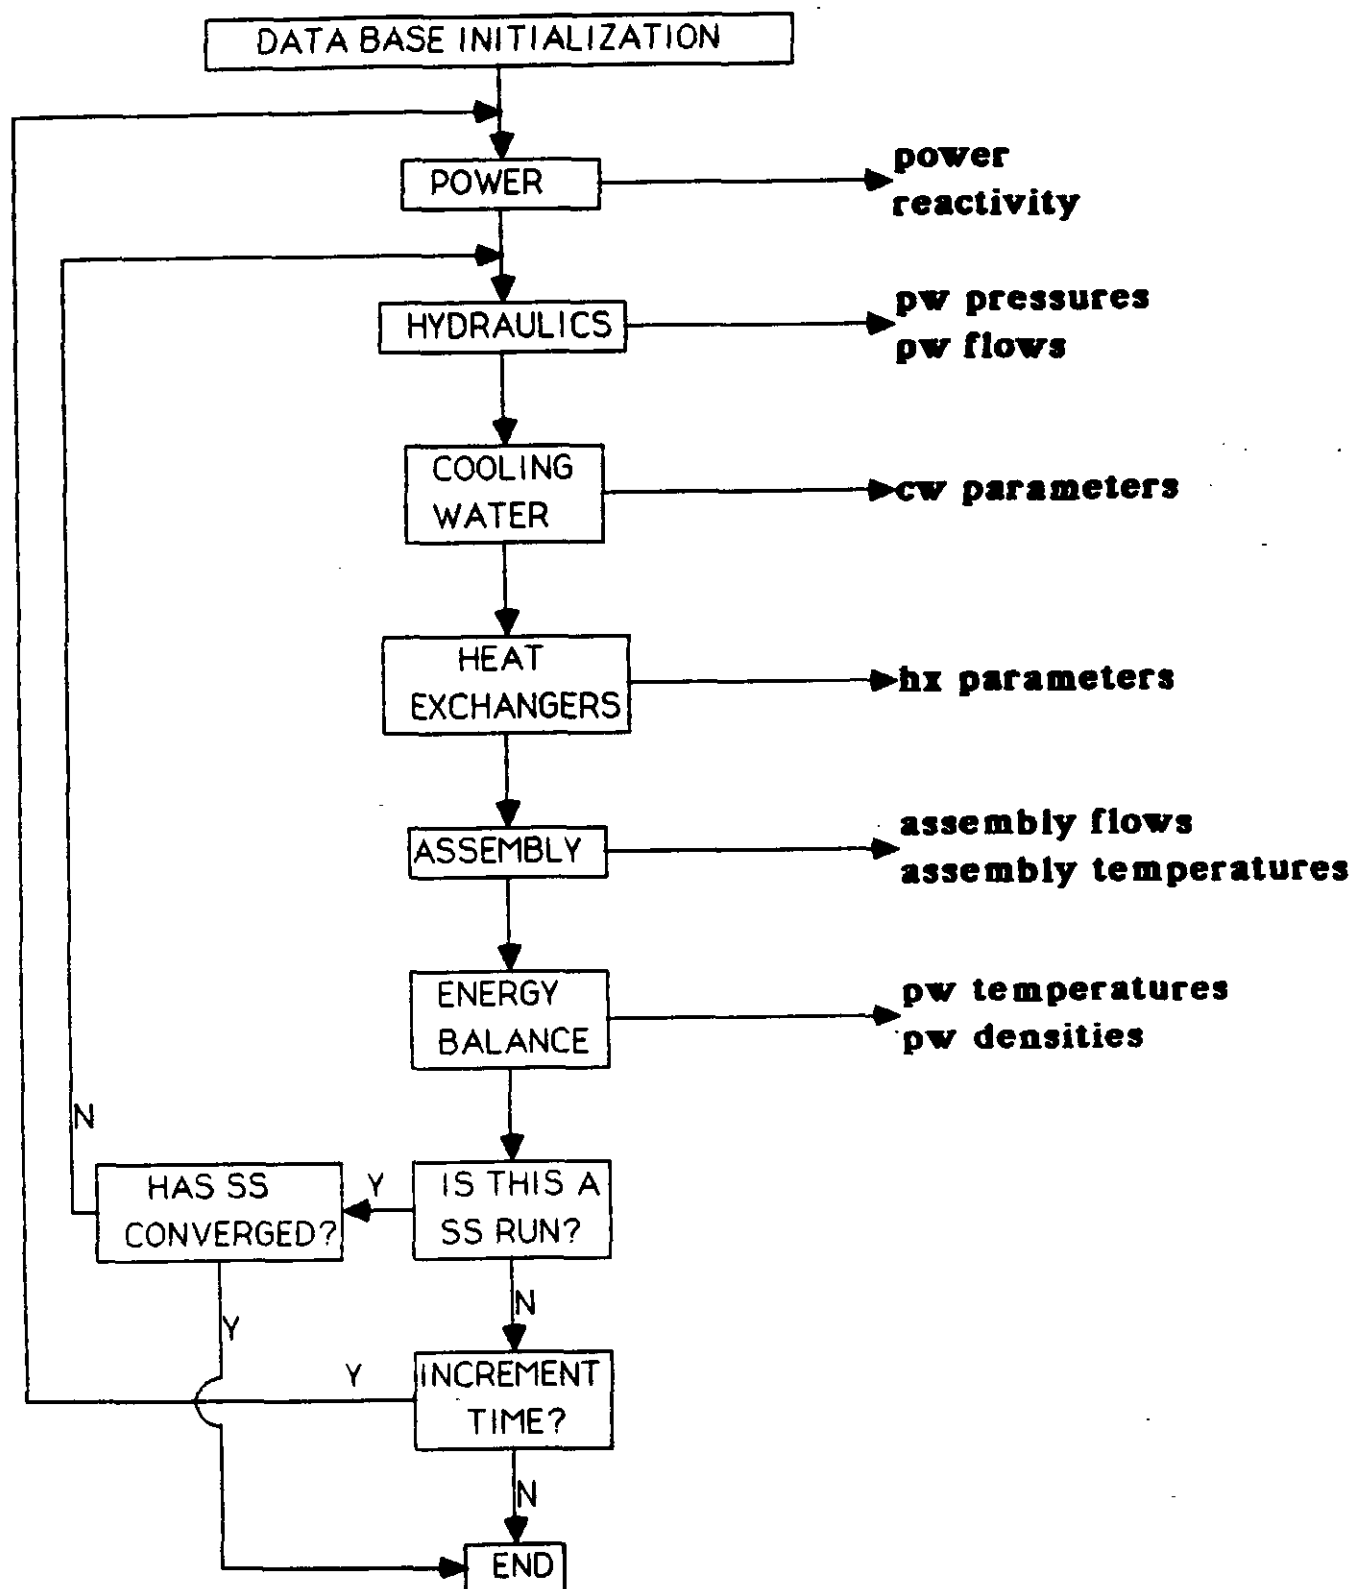 DATA BASE INITIALIZATION
POWER
power
reactivity
HYDRAULICS
pw pressures
pw flows
COOLING
WATER
cw parameters
HEAT
EXCHANGERS
hx parameters
ASSEMBLY
assembly flows
assembly temperatures
ENERGY
BALANCE
pw temperatures
pw densities
N
HAS SS
CONVERGED?
Y
IS THIS A
SS RUN?
N
Y
Y
INCREMENT
TIME?
N
END